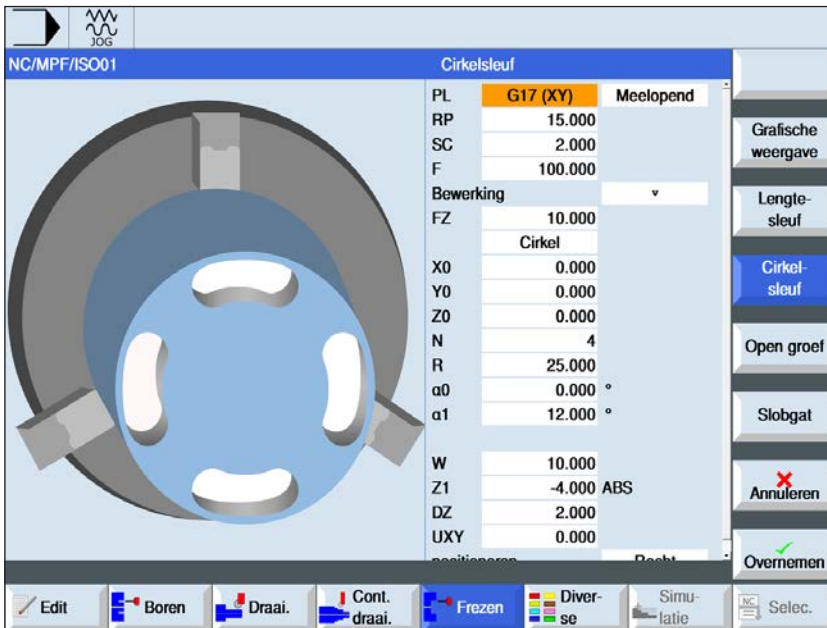 JOG
NC/MPF/ISO01
Cirkelsleuf
PL G17 (XY) Meelopend
RP 15.000
SC 2.000
F 100.000
Bewerking ▿
FZ 10.000
Cirkel
X0 0.000
Y0 0.000
Z0 0.000
N 4
R 25.000
α0 0.000 °
α1 12.000 °
W 10.000
Z1 -4.000 ABS
DZ 2.000
UXY 0.000
positioneren Recht
Grafische
weergave
Lengte-
sleuf
Cirkel-
sleuf
Open groef
Slobgat
Annuleren
Overnemen
Edit
Boren
Draai.
Cont.
draai.
Frezen
Diver-
se
Simu-
latie
NC
Selec.